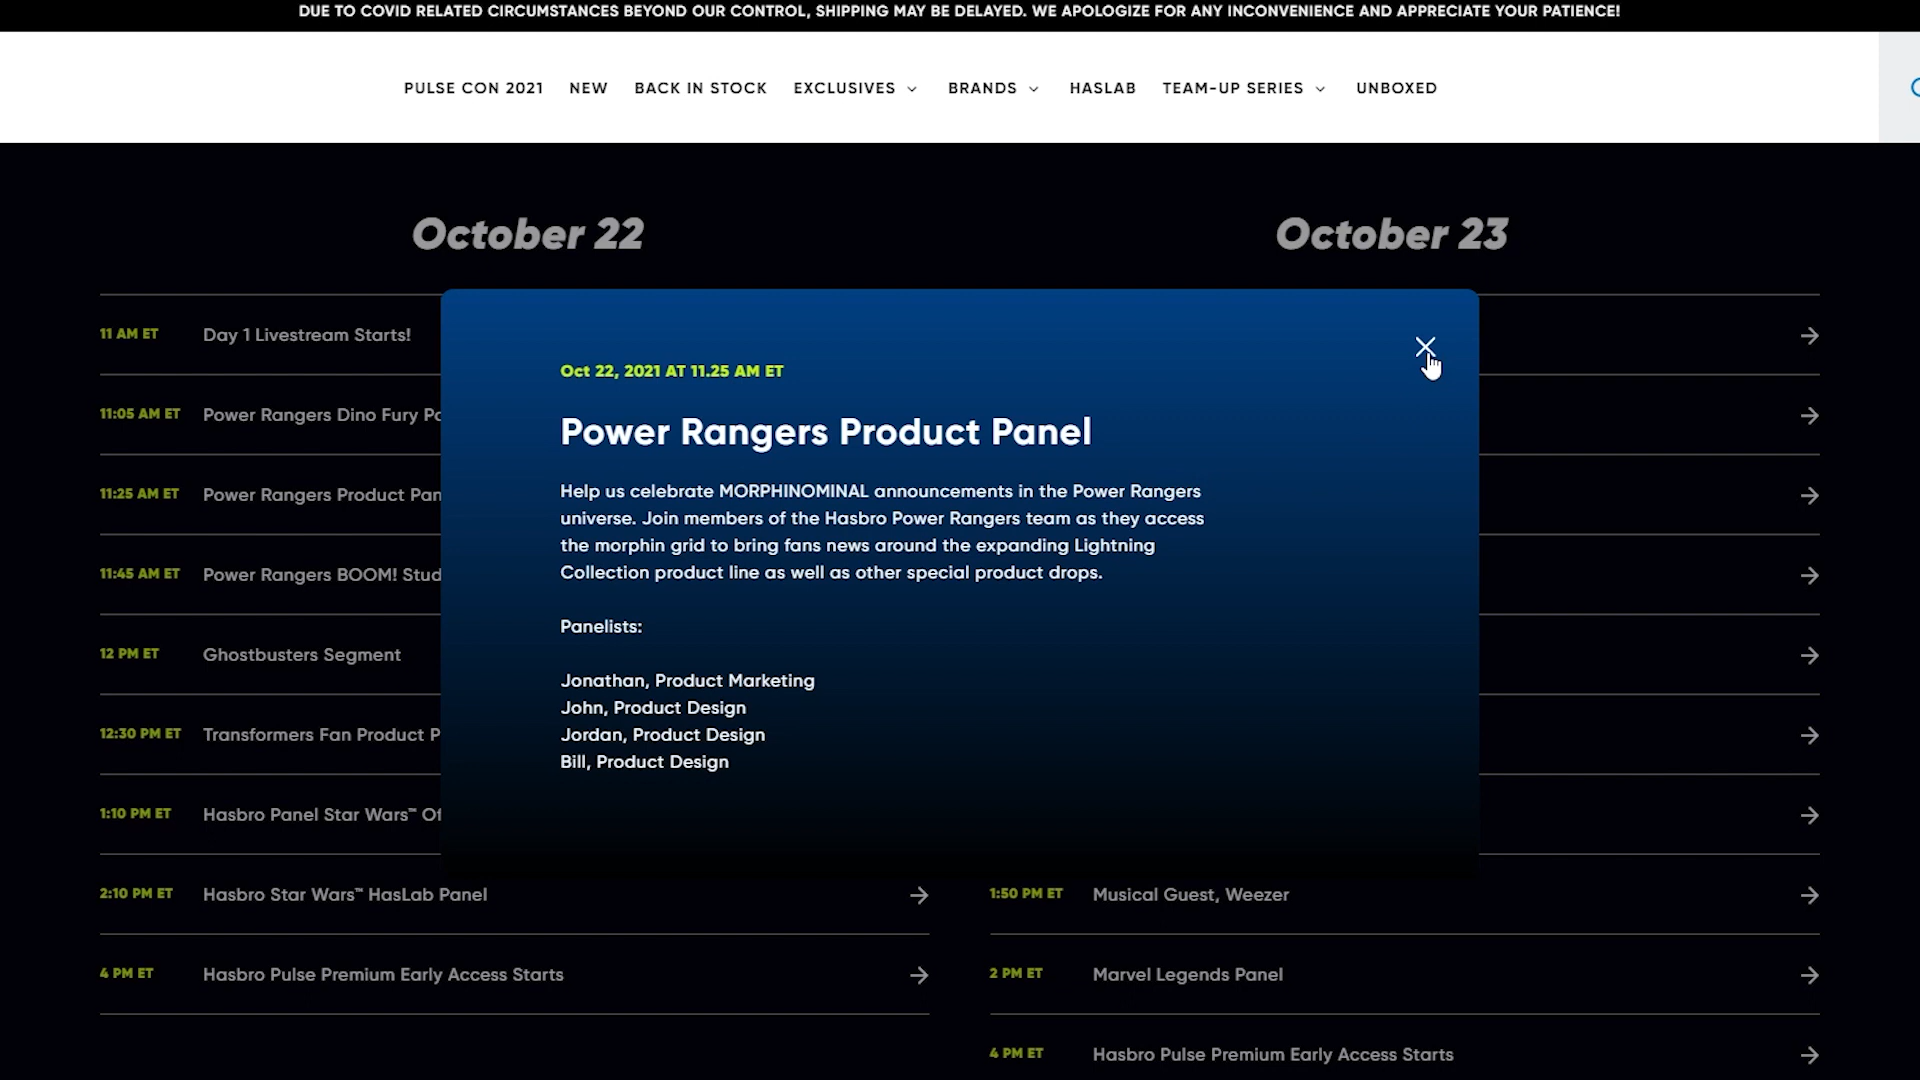 DUE TO COVID RELATED CIRCUMSTANCES BEYOND OUR CONTROL, SHIPPING MAY BE DELAYED. WE APOLOGIZE FOR ANY INCONVENIENCE AND APPRECIATE YOUR PATIENCE!
PULSE CON 2021 NEW BACK IN STOCK EXCLUSIVES BRANDS HASLAB TEAM-UP SERIES UNBOXED
October 22
11 AM ET Day 1 Livestream Starts!
11:05 AM ET Power Rangers Dino Fury
11:25 AM ET Power Rangers Product
11:45 AM ET Power Rangers BOOM!
12 PM ET Ghostbusters Segment
12:30 PM ET Transformers Fan Product
1:10 PM ET Hasbro Panel Star Wars™
2:10 PM ET Hasbro Star Wars™ HasLab Panel
4 PM ET Hasbro Pulse Premium Early Access Starts
October 23
1:50 PM ET Musical Guest, Weezer
2 PM ET Marvel Legends Panel
4 PM ET Hasbro Pulse Premium Early Access Starts
Oct 22, 2021 AT 11.25 AM ET
Power Rangers Product Panel
Help us celebrate MORPHINOMINAL announcements in the Power Rangers
universe. Join members of the Hasbro Power Rangers team as they access
the morphin grid to bring fans news around the expanding Lightning
Collection product line as well as other special product drops.
Panelists:
Jonathan, Product Marketing
John, Product Design
Jordan, Product Design
Bill, Product Design